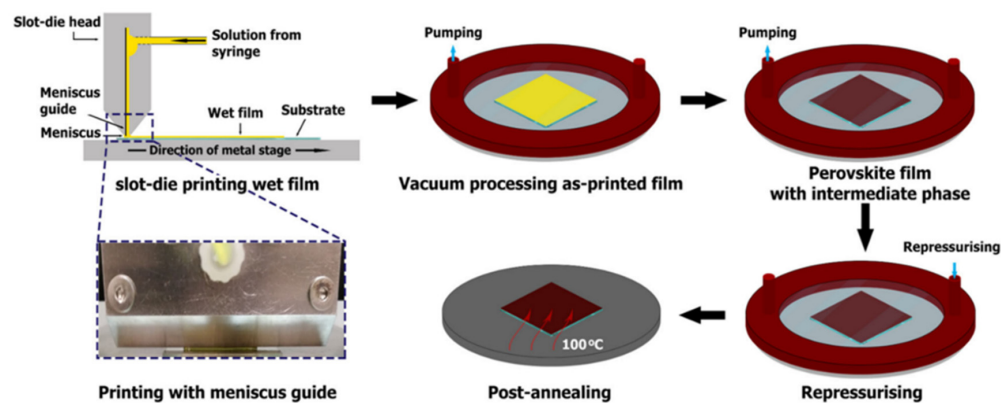 Slot-die head
Solution from
syringe
Meniscus
guide
Meniscus
Wet film
Substrate
Direction of metal stage
slot-die printing wet film
Pumping
Vacuum processing as-printed film
Pumping
Perovskite film
with intermediate phase
Printing with meniscus guide
100 °C
Post-annealing
Repressurising
Repressurising